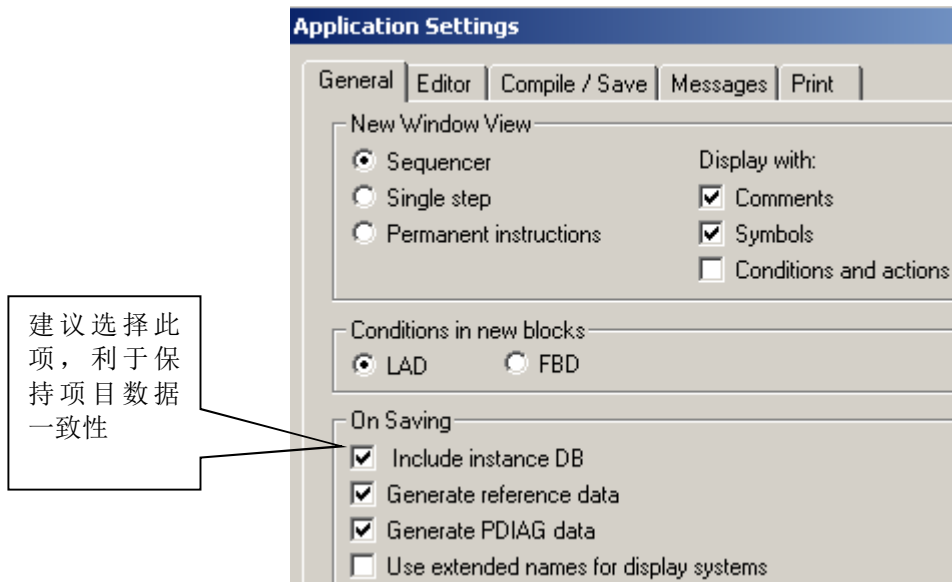 Application Settings
General Editor Compile / Save Messages Print
New Window View
Sequencer Display with:
Single step Comments
Permanent instructions Symbols
Conditions and actions
建议选择此
项，利于保
持项目数据
一致性
Conditions in new blocks
LAD FBD
On Saving
Include instance DB
Generate reference data
Generate PDIAG data
Use extended names for display systems